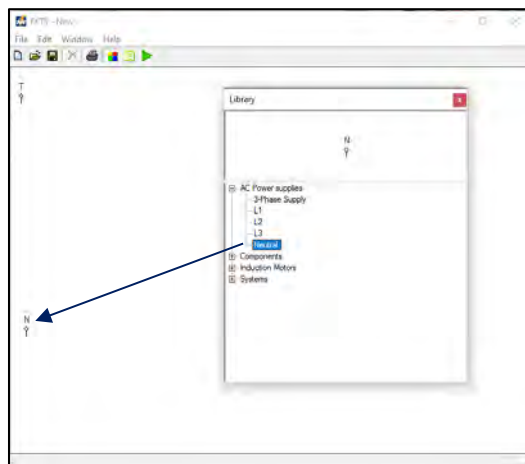 File Edit Window Help
T
Library
N
AC Power supplies
3-Phase Supply
L1
L2
L3
Neutral
Components
Induction Motors
Systems
N